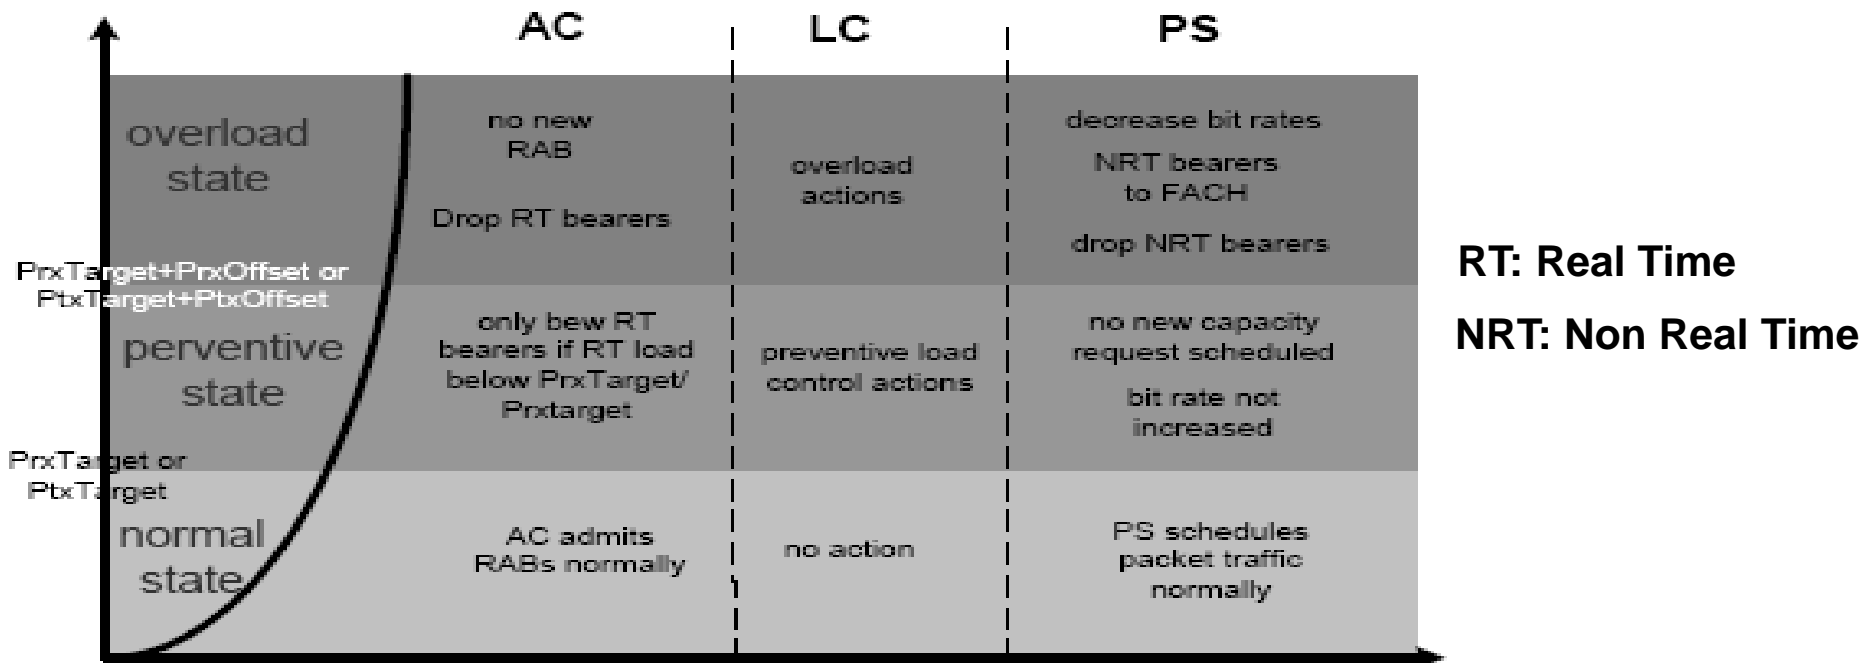 AC
LC
PS
overload
state
no new
RAB
Drop RT bearers
overload
actions
decrease bit rates
NRT bearers
to FACH
drop NRT bearers
PrxTarget+PrxOffset or
PtxTarget+PtxOffset
perventive
state
only bew RT
bearers if RT load
below PrxTarget/
Prxtarget
preventive load
control actions
no new capacity
request scheduled
bit rate not
increased
PrxTarget or
PtxTarget
normal
state
AC admits
RABs normally
no action
PS schedules
packet traffic
normally
RT: Real Time
NRT: Non Real Time